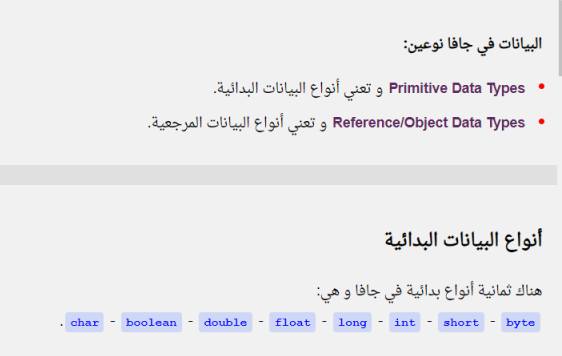 البيانات في جافا نوعين:
Primitive Data Types و تعني أنواع البيانات البدائية.
Reference/Object Data Types و تعني أنواع البيانات المرجعية.
أنواع البيانات البدائية
هناك ثمانية أنواع بدائية في جافا و هي:
byte - short - int - long - float - double - boolean - char .